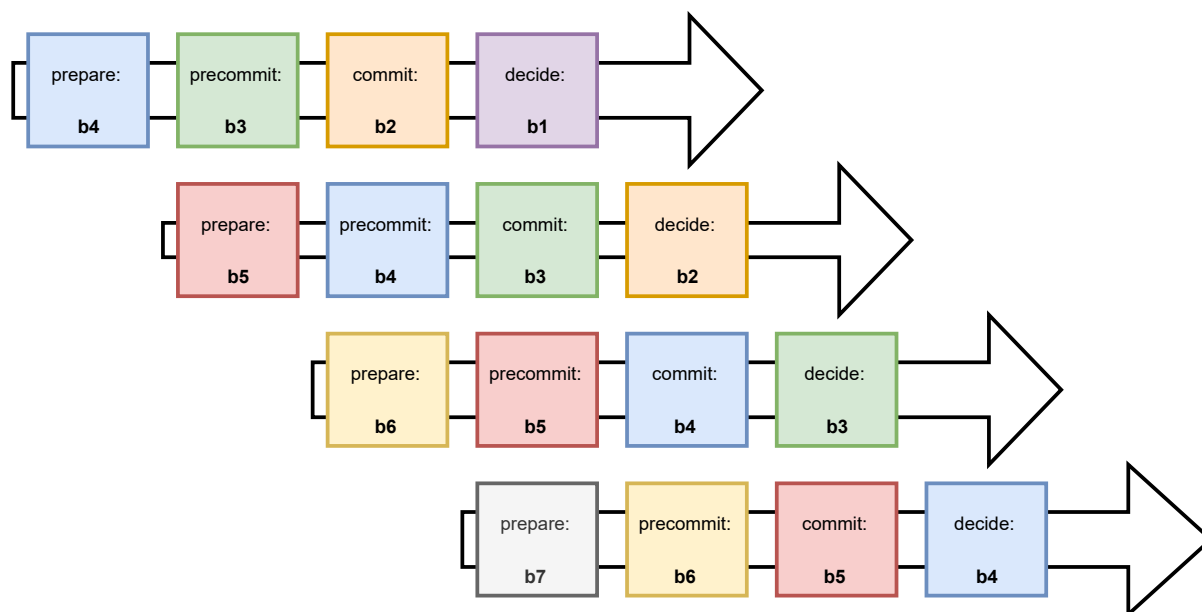 prepare: precommit: commit: decide:
b4 b3 b2 b1
prepare: precommit: commit: decide:
b5 b4 b3 b2
prepare: precommit: commit: decide:
b6 b5 b4 b3
prepare: precommit: commit: decide:
b7 b6 b5 b4